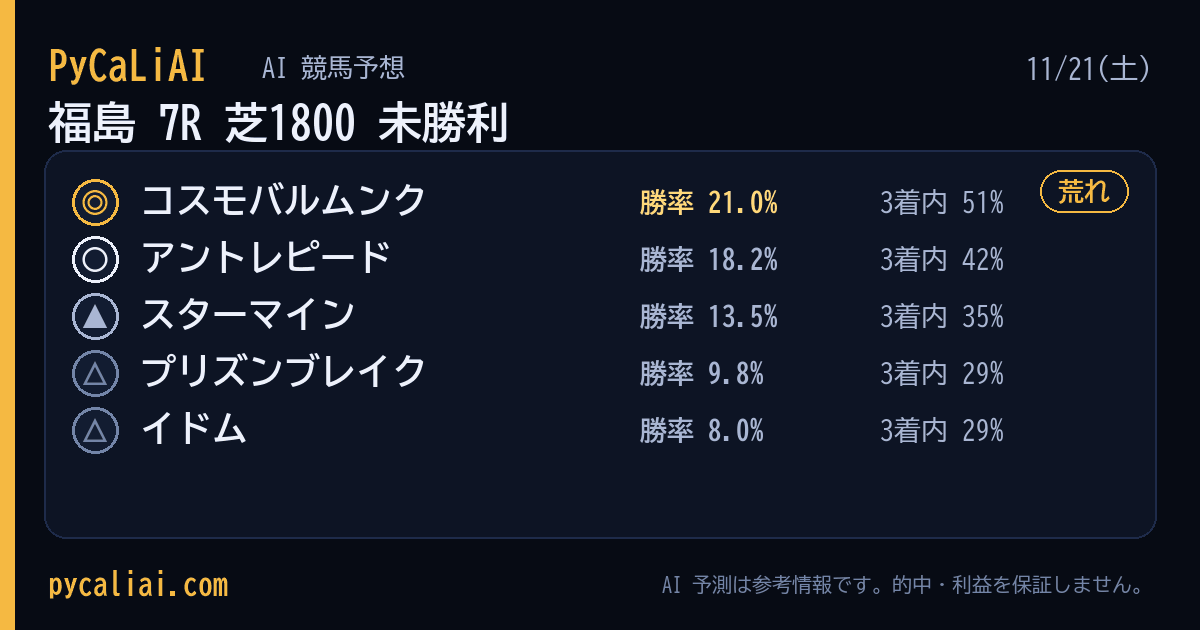 PyCaLiAI AI 競馬予想 11/21(土)
福島 7R 芝1800 未勝利
◎ コスモバルムンク 勝率 21.0% 3着内 51% 荒れ
○ アントレピード 勝率 18.2% 3着内 42%
▲ スターマイン 勝率 13.5% 3着内 35%
△ プリズンブレイク 勝率 9.8% 3着内 29%
△ イドム 勝率 8.0% 3着内 29%
pycaliai.com AI 予測は参考情報です。的中・利益を保証しません。